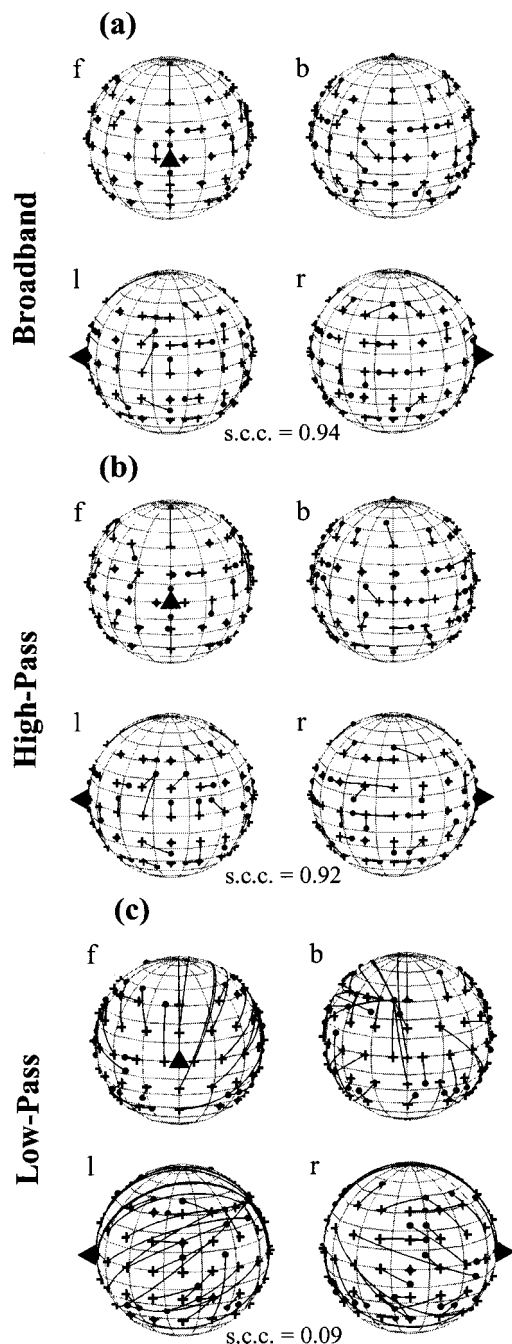 (a)
Broadband
f
b
l
r
s.c.c. = 0.94
(b)
High-Pass
f
b
l
r
s.c.c. = 0.92
(c)
Low-Pass
f
b
l
r
s.c.c. = 0.09